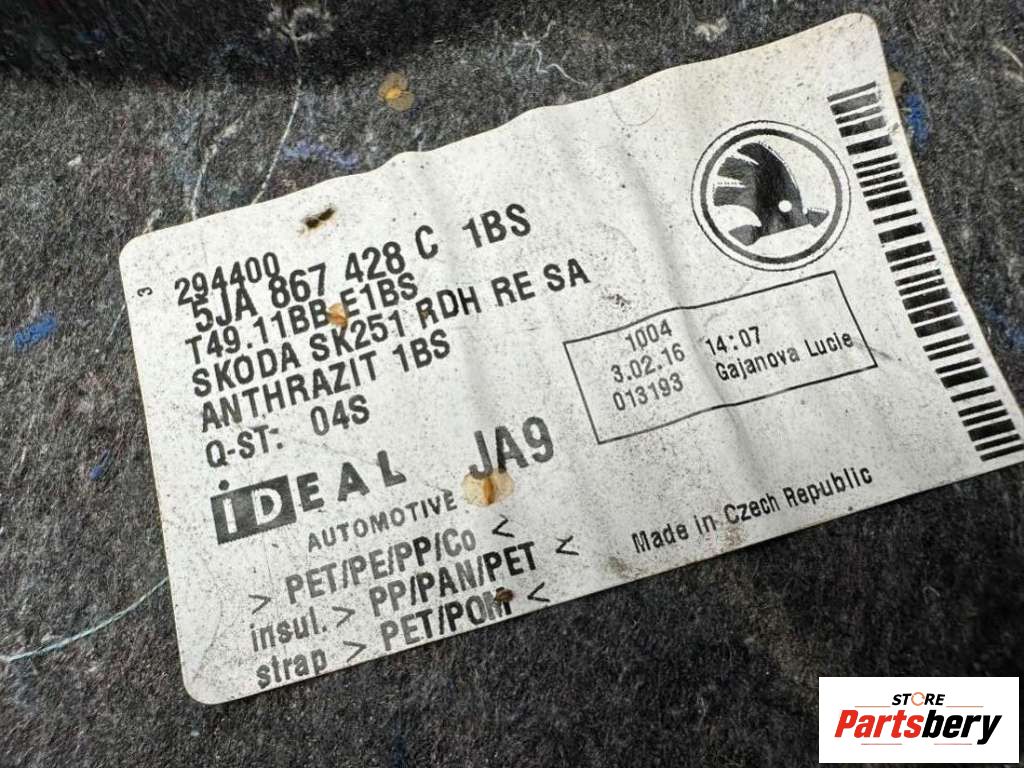 3
294400
5JA 867 428 C 1BS
T49.11BB E1BS
SKODA SK251 RDH RE SA
ANTHRAZIT 1BS
Q-ST: 04S
1004
3.02.16 14:07
013193 Gajanova Lucie
iDEAL JA9
AUTOMOTIVE
Made in Czech Republic
> PET/PE/PP/Co <
insul. > PP/PAN/PET <
strap > PET/POM <
STORE
Partsbery